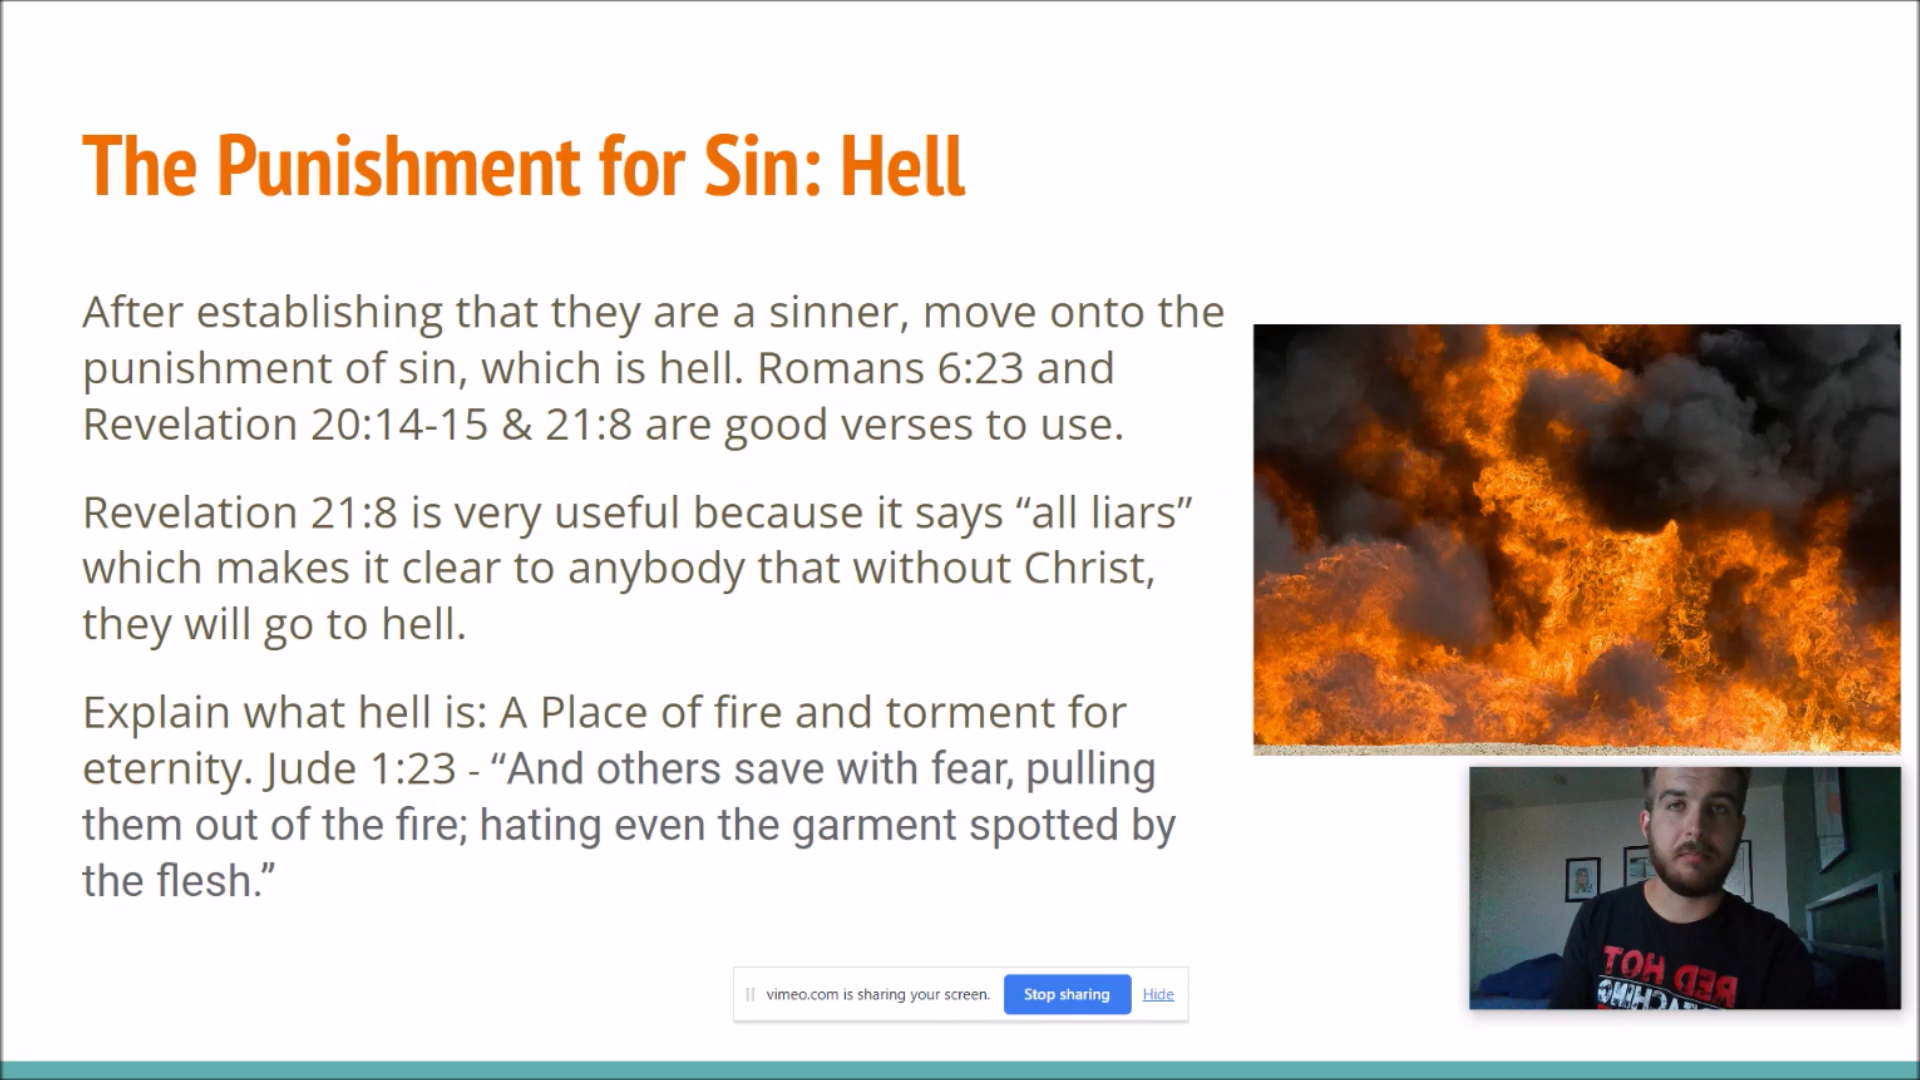 The Punishment for Sin: Hell
After establishing that they are a sinner, move onto the
punishment of sin, which is hell. Romans 6:23 and
Revelation 20:14-15 & 21:8 are good verses to use.
Revelation 21:8 is very useful because it says “all liars”
which makes it clear to anybody that without Christ,
they will go to hell.
Explain what hell is: A Place of fire and torment for
eternity. Jude 1:23 - “And others save with fear, pulling
them out of the fire; hating even the garment spotted by
the flesh.”
RED HOT
vimeo.com is sharing your screen. Stop sharing Hide